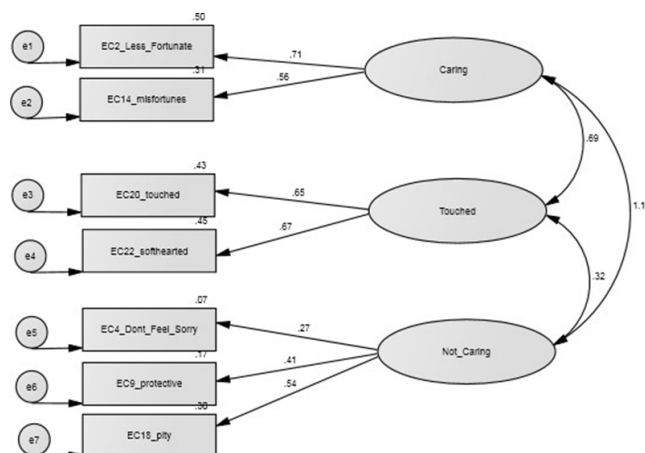 .50
e1
EC2_Less_Fortunate
.71
Caring
.31
.56
e2
EC14_misfortunes
.69
.43
e3
EC20_touched
.65
Touched
1.1
.45
.67
e4
EC22_softhearted
.32
.07
e5
EC4_Dont_Feel_Sorry
.27
Not_Caring
.17
.41
e6
EC9_protective
.54
.30
e7
EC18_pity